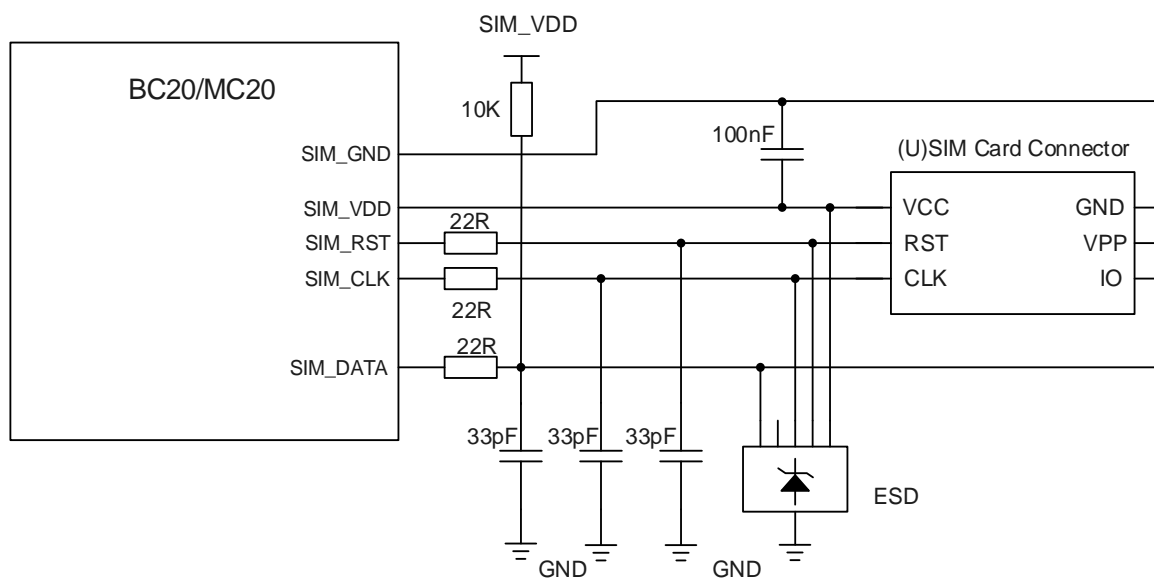 SIM_VDD
BC20/MC20
10K
100nF
(U)SIM Card Connector
SIM_GND
SIM_VDD
VCC
GND
22R
SIM_RST
RST
VPP
SIM_CLK
CLK
IO
22R
22R
SIM_DATA
33pF
33pF
33pF
ESD
GND
GND